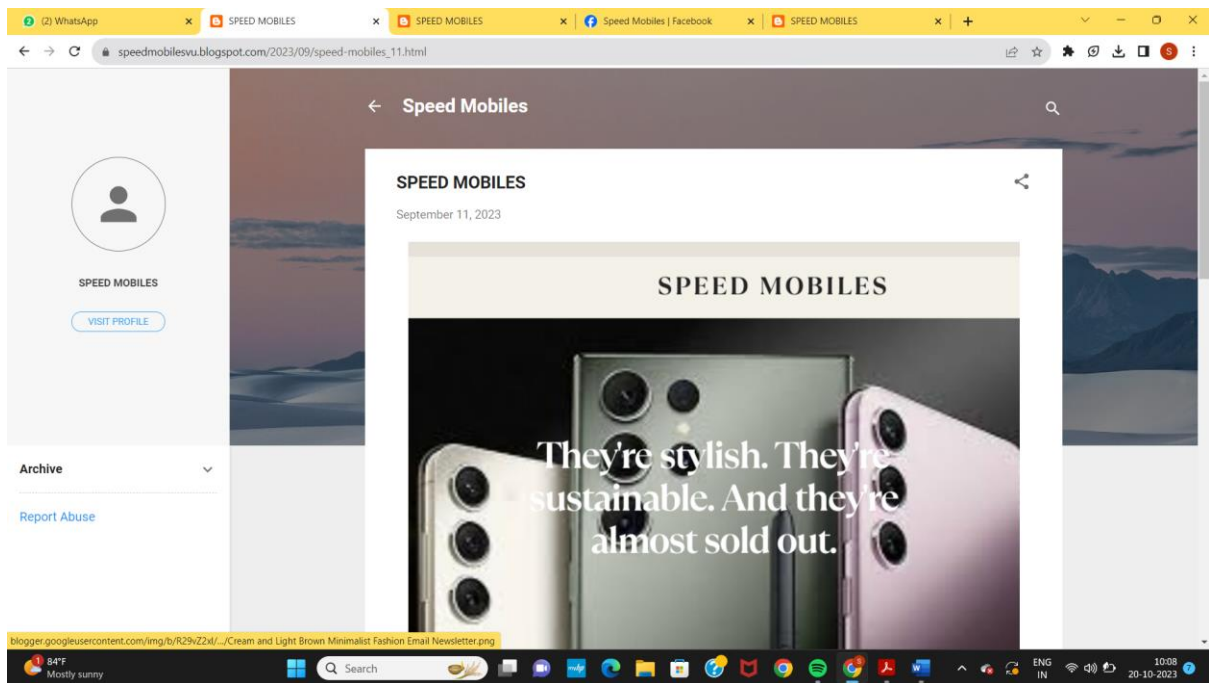 (2) WhatsApp
SPEED MOBILES
SPEED MOBILES
Speed Mobiles | Facebook
SPEED MOBILES
speedmobilesvu.blogspot.com/2023/09/speed-mobiles_11.html
S
Speed Mobiles
SPEED MOBILES
September 11, 2023
SPEED MOBILES
VISIT PROFILE
Archive
Report Abuse
SPEED MOBILES
They're stylish. They're
sustainable. And they're
almost sold out.
blogger.googleusercontent.com/img/b/R29vZ2xl/.../Cream and Light Brown Minimalist Fashion Email Newsletter.png
1
84°F
Mostly sunny
Search
ENG
IN
10:08
20-10-2023